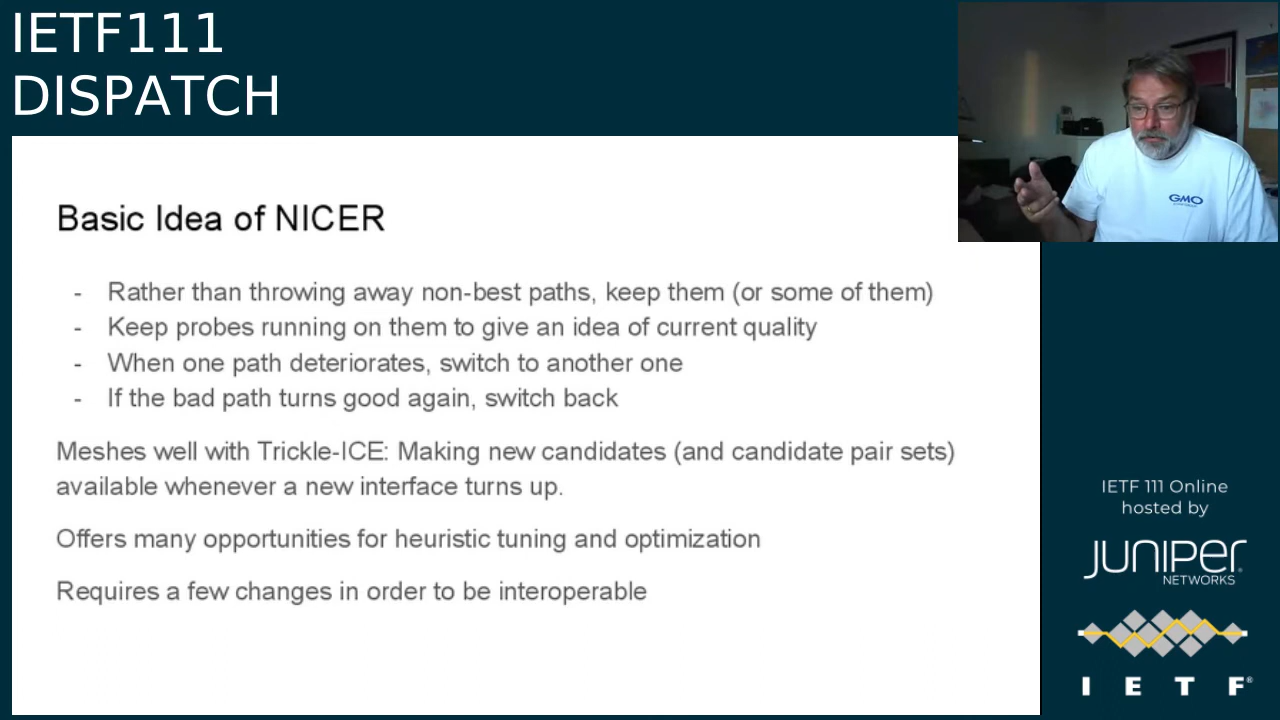 IETF111
DISPATCH
GMO
Basic Idea of NICER
- Rather than throwing away non-best paths, keep them (or some of them)
- Keep probes running on them to give an idea of current quality
- When one path deteriorates, switch to another one
- If the bad path turns good again, switch back
Meshes well with Trickle-ICE: Making new candidates (and candidate pair sets)
available whenever a new interface turns up.
Offers many opportunities for heuristic tuning and optimization
Requires a few changes in order to be interoperable
IETF 111 Online
hosted by
JUNIPER
NETWORKS
I E T F®